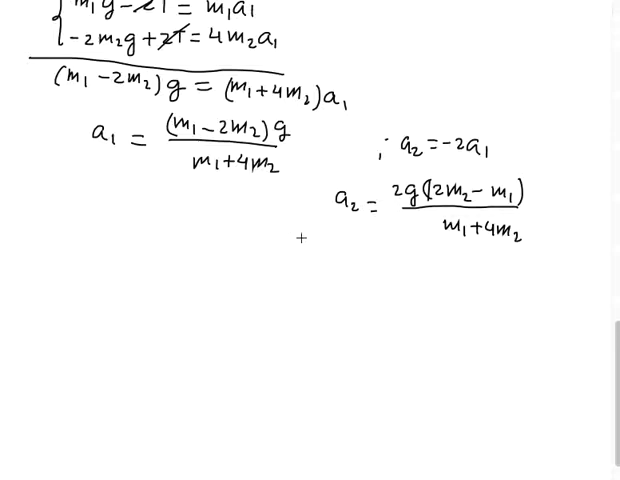 m₁g - 2T = m₁a₁
-2m₂g + 2T = 4m₂a₁
(m₁ - 2m₂)g = (m₁ + 4m₂)a₁
a₁ = (m₁ - 2m₂)g / m₁ + 4m₂
; a₂ = -2a₁
a₂ = 2g(2m₂ - m₁) / m₁ + 4m₂